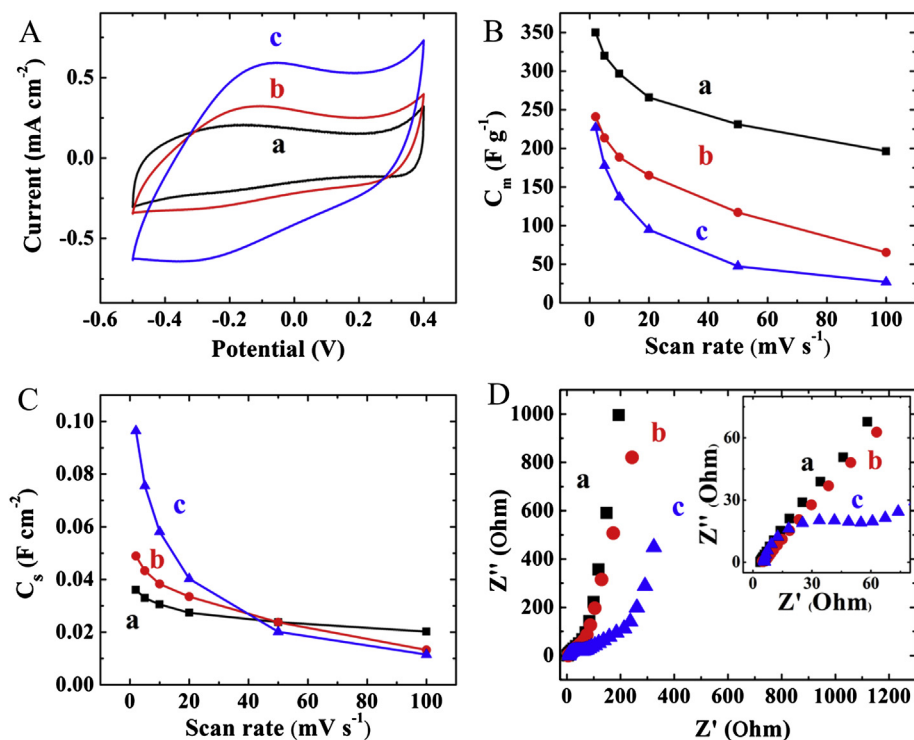 A
c
b
a
0.5
0.0
-0.5
-0.6 -0.4 -0.2 0.0 0.2 0.4
Current (mA cm⁻²)
Potential (V)
B
350
300
250
200
150
100
50
0
a
b
c
0 20 40 60 80 100
Cₘ (F g⁻¹)
Scan rate (mV s⁻¹)
C
0.10
0.08
0.06
0.04
0.02
0.00
c
b
a
0 20 40 60 80 100
Cₛ (F cm⁻²)
Scan rate (mV s⁻¹)
D
1000
800
600
400
200
0
a
b
c
0 200 400 600 800 1000 1200
Z'' (Ohm)
Z' (Ohm)
60
30
0
a
b
c
0 30 60
Z'' (Ohm)
Z' (Ohm)